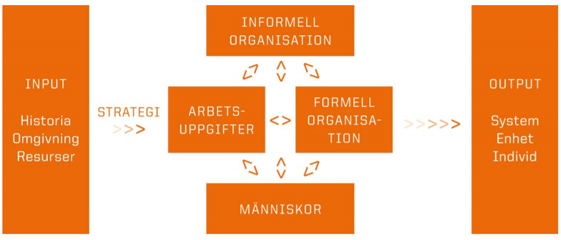 INPUT
Historia
Omgivning
Resurser
STRATEGI
>>>
INFORMELL
ORGANISATION
ARBETS-
UPPGIFTER
<>
FORMELL
ORGANISA-
TION
MÄNNISKOR
>>>>>
OUTPUT
System
Enhet
Individ